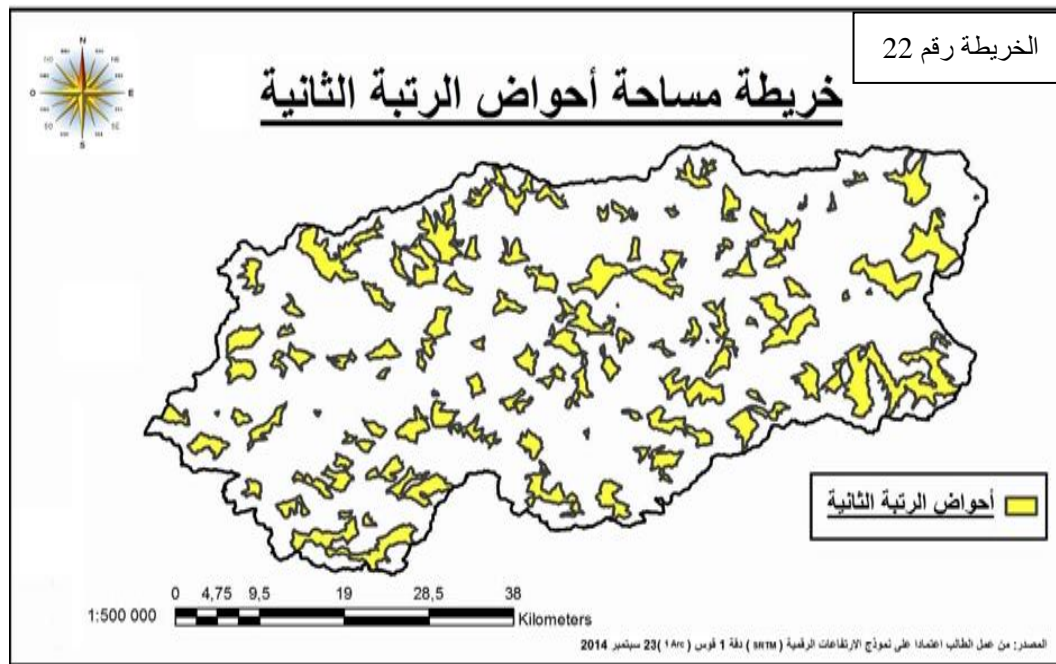 الخريطة رقم 22
خريطة مساحة أحواض الرتبة الثانية
N
O
E
S
أحواض الرتبة الثانية
0 4,75 9,5 19 28,5 38
1:500 000
Kilometers
المصدر: من عمل الطالب اعتمادا على نموذج الارتفاعات الرقمية ( SRTM ) دقة 1 قوس ( 1 Arc )23 سبتمبر 2014